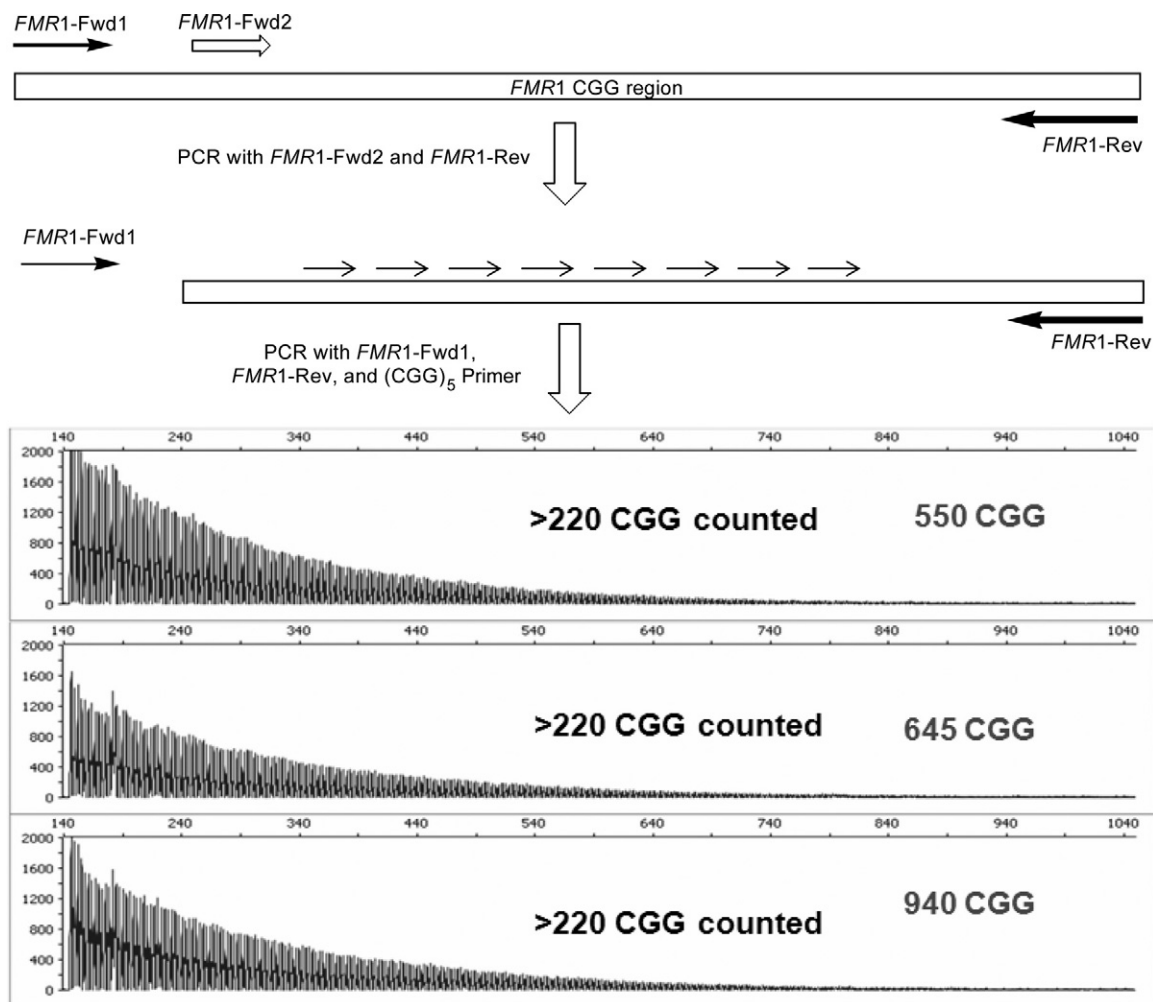 FMR1-Fwd1 FMR1-Fwd2
FMR1 CGG region
FMR1-Rev
PCR with FMR1-Fwd2 and FMR1-Rev
FMR1-Fwd1
FMR1-Rev
PCR with FMR1-Fwd1,
FMR1-Rev, and (CGG)5 Primer
140 240 340 440 540 640 740 840 940 1040
2000
1600
1200
800
400
0
>220 CGG counted 550 CGG
140 240 340 440 540 640 740 840 940 1040
2000
1600
1200
800
400
0
>220 CGG counted 645 CGG
140 240 340 440 540 640 740 840 940 1040
2000
1600
1200
800
400
0
>220 CGG counted 940 CGG